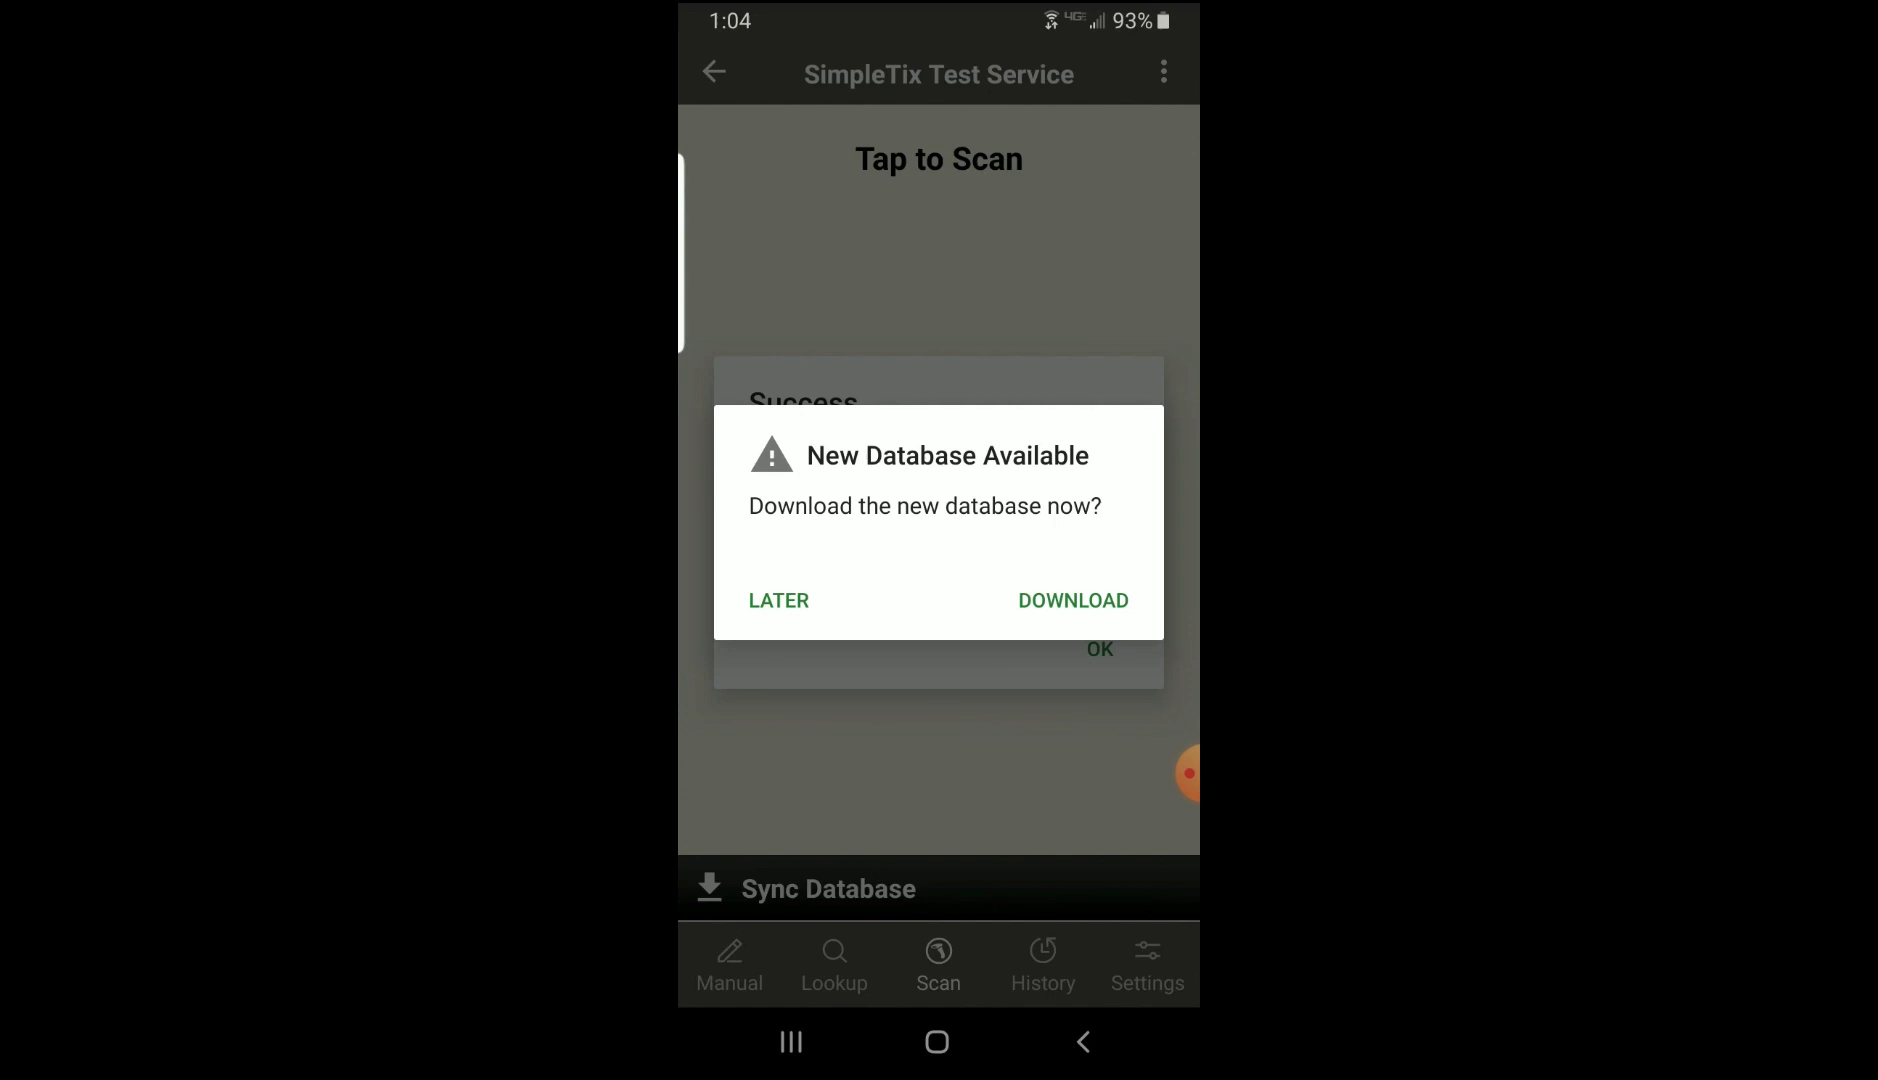 1:04
4GE 93%
SimpleTix Test Service
Tap to Scan
Success
New Database Available
Download the new database now?
LATER
DOWNLOAD
OK
Sync Database
Manual
Lookup
Scan
History
Settings